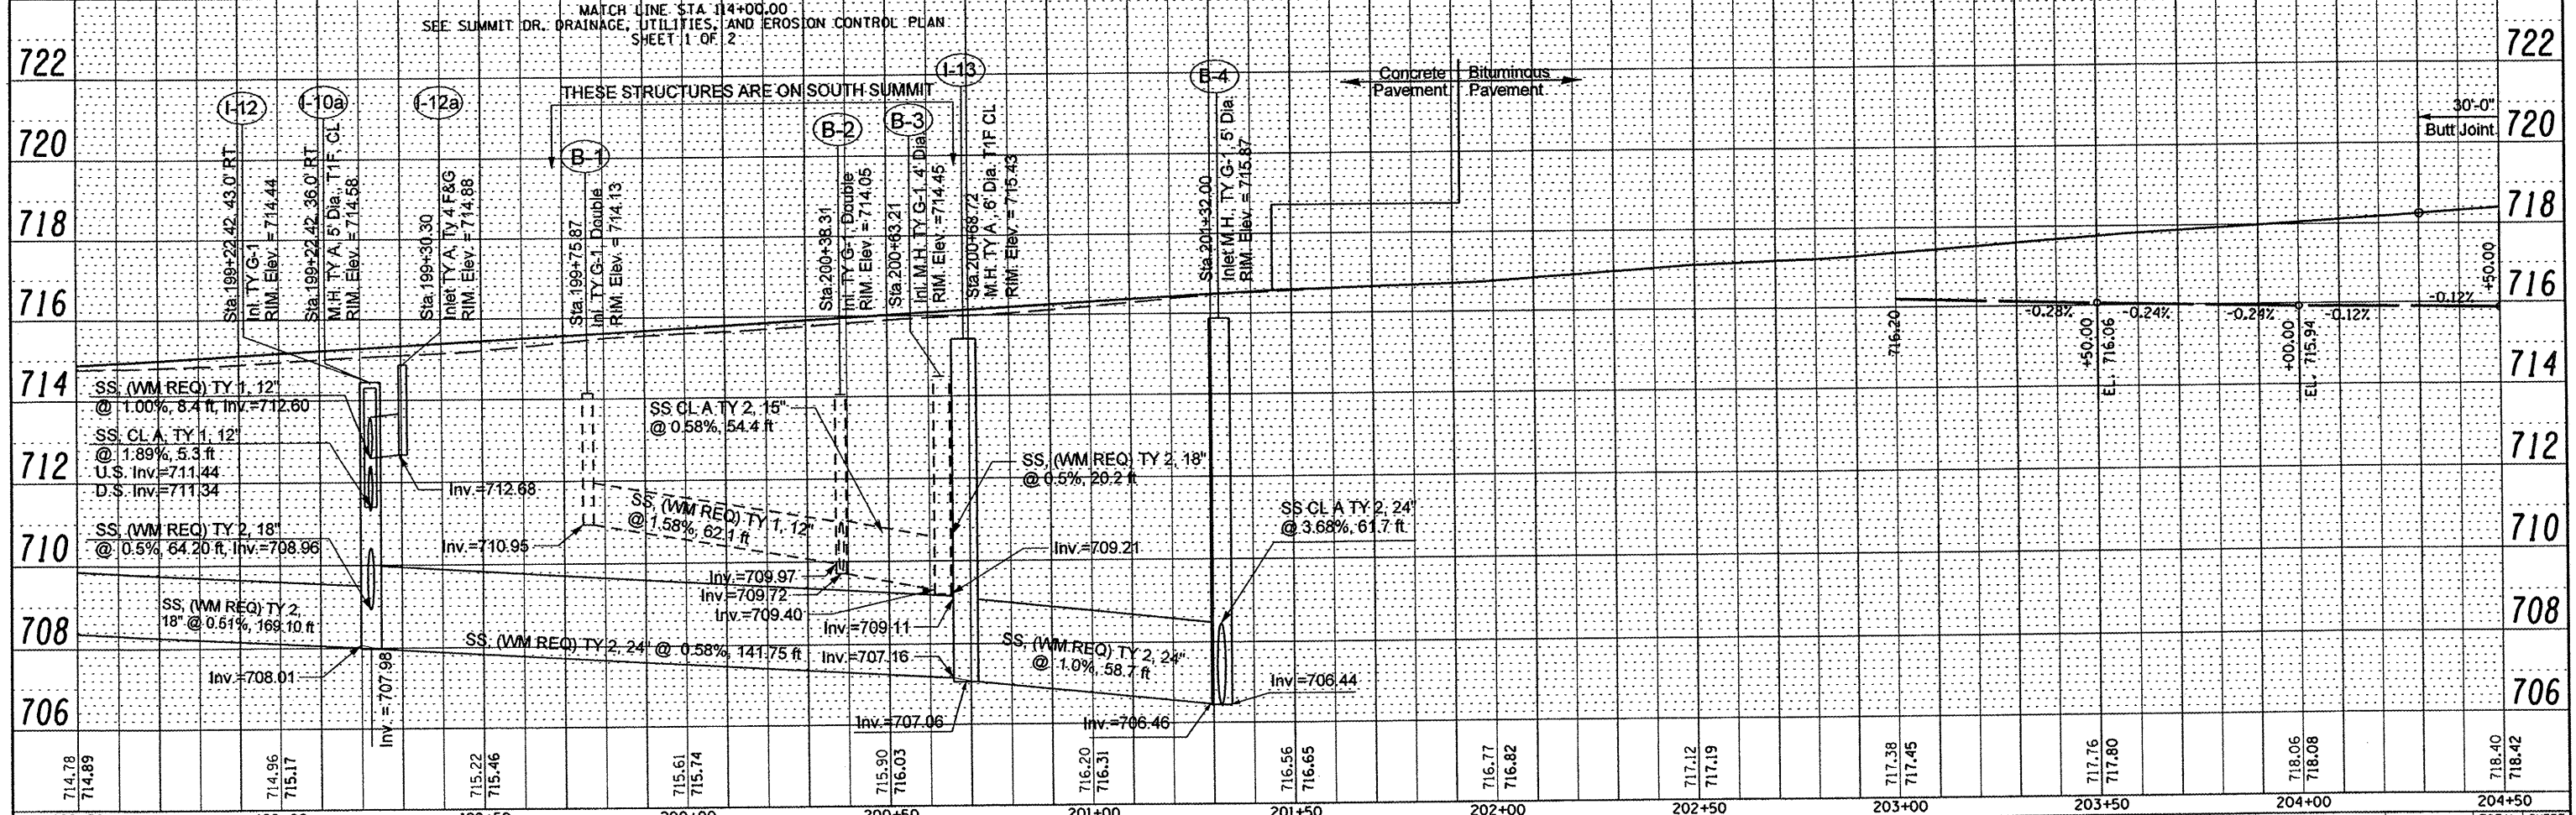 MATCH LINE STA 114+00.00
SEE SUMMIT DR. DRAINAGE, UTILITIES, AND EROSION CONTROL PLAN
SHEET 1 OF 2
722
720
718
716
714
712
710
708
706
722
720
718
716
714
712
710
708
706
I-12
Sta.199+22.42, 43.0' RT
Inl. TY G-1
RIM. Elev. = 714.44
I-10a
Sta.199+22.42, 36.0' RT
M.H. TY A, 5' Dia., T1F, CL
RIM. Elev. = 714.58
I-12a
Sta.199+30.30
Inlet TY A, Ty 4 F&G
RIM. Elev. = 714.88
THESE STRUCTURES ARE ON SOUTH SUMMIT
B-1
Sta.199+75.87
Inl. TY G-1, Double
RIM. Elev. = 714.13
B-2
Sta.200+38.31
Inl. TY G-1, Double
RIM. Elev. = 714.05
B-3
Sta.200+63.21
Inl. M.H. TY G-1, 4' Dia.
RIM. Elev. = 714.45
I-13
Sta.200+68.72
M.H. TY A, 6' Dia. T1F CL
RIM. Elev. = 715.43
B-4
Sta.201+32.00
Inlet M.H., TY G-1, 5' Dia.
RIM. Elev. = 715.87
Concrete Pavement
Bituminous Pavement
30'-0"
Butt Joint
SS, (WM REQ) TY 1, 12"
@ 1.00%, 8.4 ft, Inv.=712.60
SS, CL A, TY 1, 12"
@ 1.89%, 5.3 ft
U.S. Inv.=711.44
D.S. Inv.=711.34
SS, (WM REQ) TY 2, 18"
@ 0.5%, 64.20 ft, Inv.=708.96
SS, (WM REQ) TY 2,
18" @ 0.51%, 169.10 ft
Inv.=708.01
Inv. = 707.98
Inv.=712.68
Inv.=710.95
SS, (WM REQ) TY 1, 12"
@ 1.58%, 62.1 ft
SS CL A TY 2, 15"
@ 0.58%, 54.4 ft
Inv.=709.97
Inv.=709.72
Inv.=709.40
Inv.=709.11
SS, (WM REQ) TY 2, 24" @ 0.58%, 141.75 ft
Inv.=707.16
Inv.=707.06
SS, (WM REQ) TY 2, 18"
@ 0.5%, 20.2 ft
Inv.=709.21
SS, (WM REQ) TY 2, 24"
@ 1.0%, 58.7 ft
Inv.=706.46
SS CL A TY 2, 24"
@ 3.68%, 61.7 ft
Inv.=706.44
716.20
-0.28%
+50.00
EL. 716.06
-0.24%
-0.24%
+00.00
EL. 715.94
-0.12%
-0.12%
+50.00
714.78
714.89
714.96
715.17
715.22
715.46
715.61
715.74
715.90
716.03
716.20
716.31
716.56
716.65
716.77
716.82
717.12
717.19
717.38
717.45
717.76
717.80
718.06
718.08
718.40
718.42
200+50
201+00
201+50
202+00
202+50
203+00
203+50
204+00
204+50